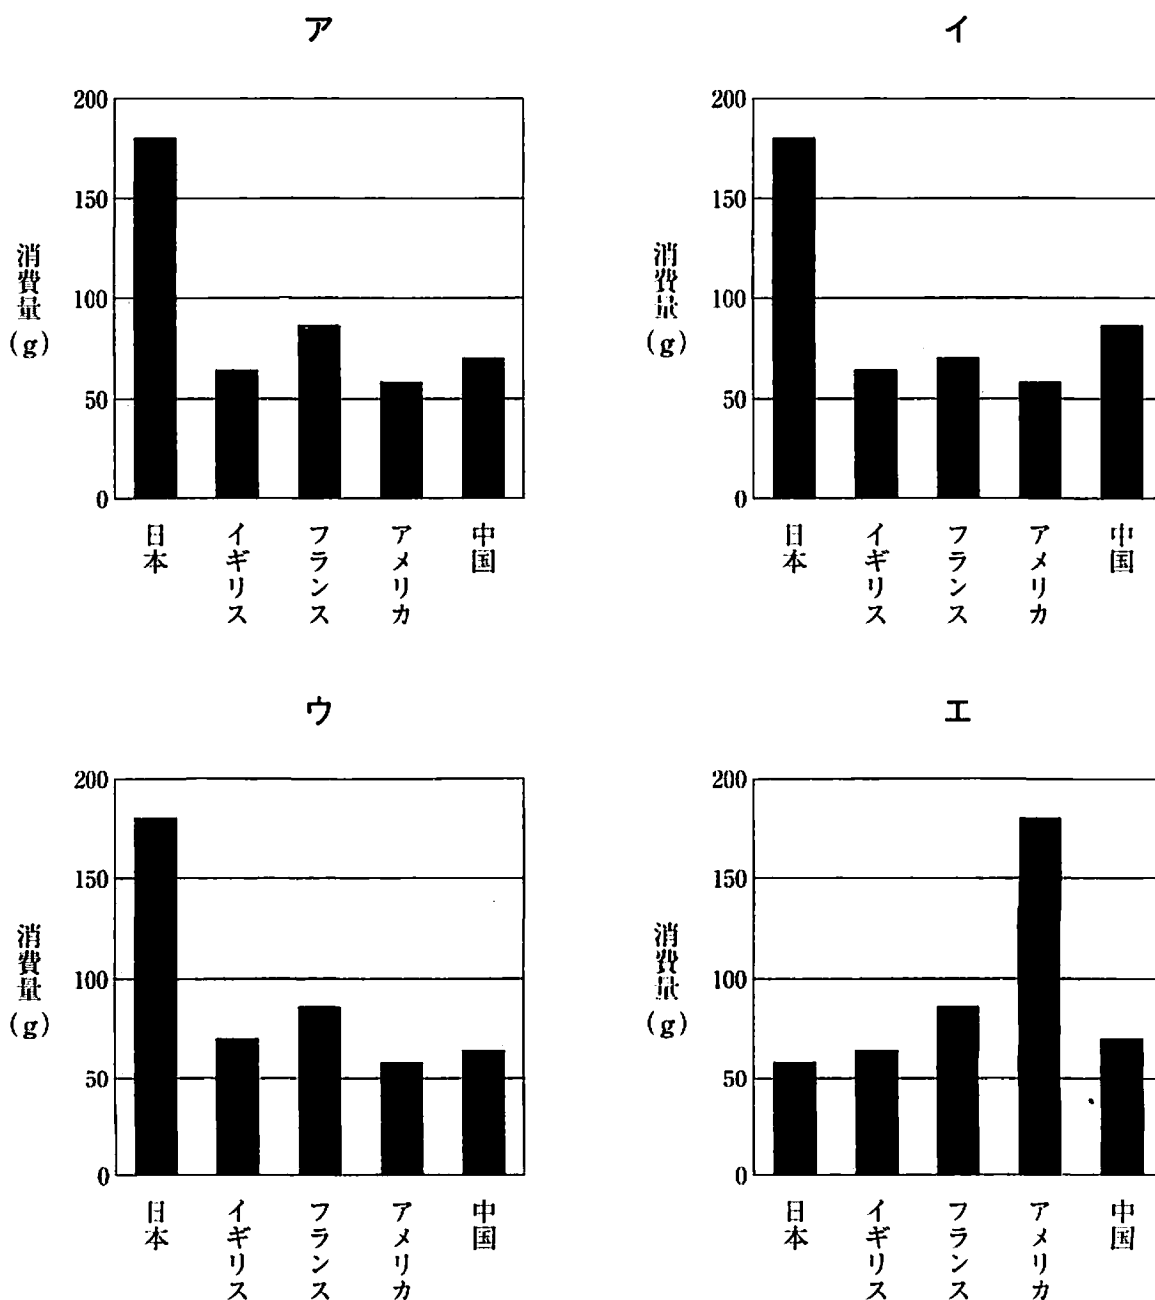 ア
200
150
100
50
0
消費量(g)
日本
イギリス
フランス
アメリカ
中国
イ
200
150
100
50
0
消費量(g)
日本
イギリス
フランス
アメリカ
中国
ウ
200
150
100
50
0
消費量(g)
日本
イギリス
フランス
アメリカ
中国
エ
200
150
100
50
0
消費量(g)
日本
イギリス
フランス
アメリカ
中国